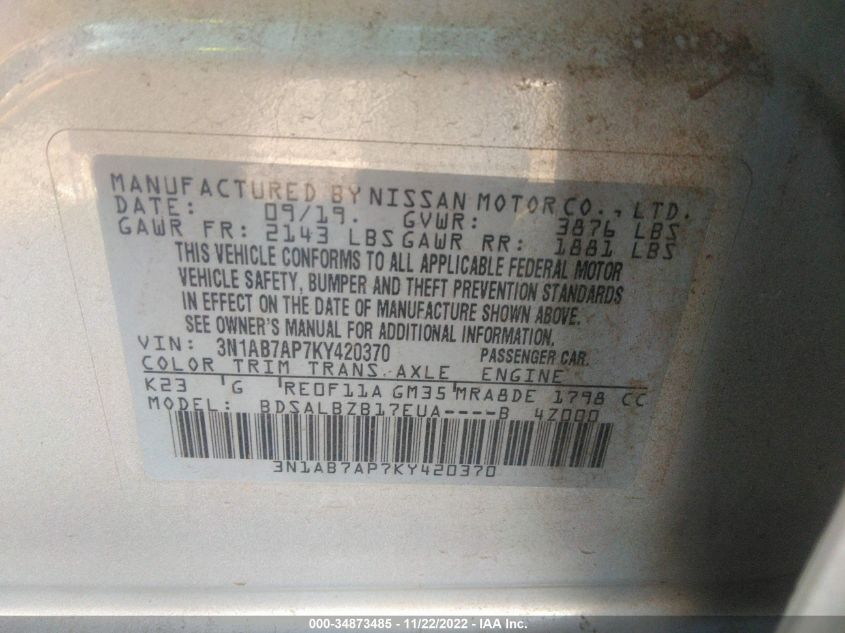 MANUFACTURED BY NISSAN MOTOR CO., LTD.
DATE: 09/19. GVWR: 3876 LBS
GAWR FR: 2143 LBS GAWR RR: 1881 LBS
THIS VEHICLE CONFORMS TO ALL APPLICABLE FEDERAL MOTOR
VEHICLE SAFETY, BUMPER AND THEFT PREVENTION STANDARDS
IN EFFECT ON THE DATE OF MANUFACTURE SHOWN ABOVE.
SEE OWNER'S MANUAL FOR ADDITIONAL INFORMATION.
VIN: 3N1AB7AP7KY420370 PASSENGER CAR.
COLOR TRIM TRANS. AXLE ENGINE
K23 G RE0F11A GM35 MRA8DE 1798 CC
MODEL: BDSALBZB17EUA----B 4Z000
3N1AB7AP7KY420370
000-34873485 - 11/22/2022 - IAA Inc.